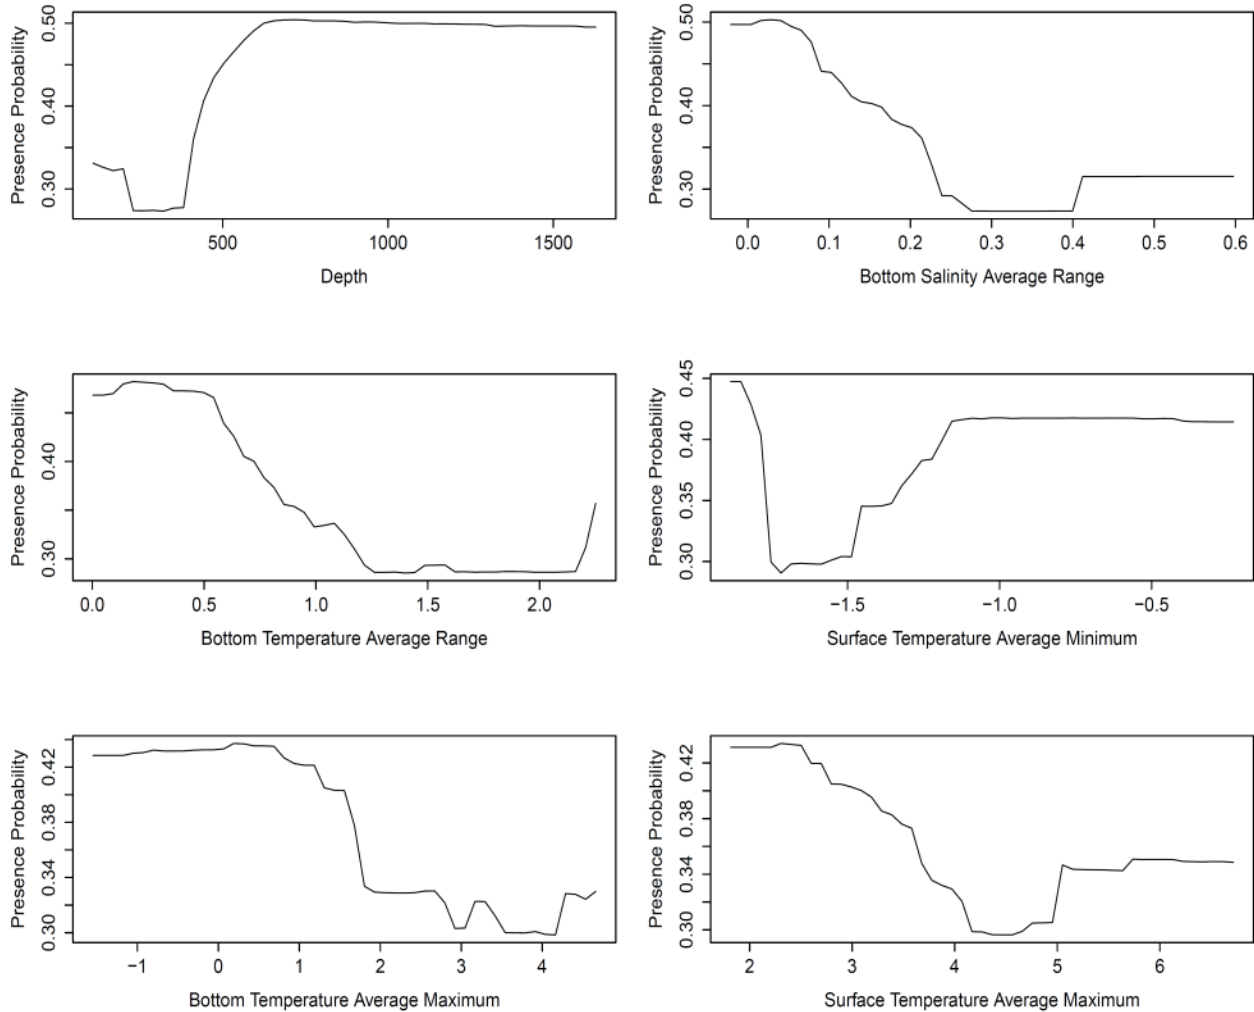 Presence Probability
0.30 0.40 0.50
500 1000 1500
Depth
Presence Probability
0.30 0.40 0.50
0.0 0.1 0.2 0.3 0.4 0.5 0.6
Bottom Salinity Average Range
Presence Probability
0.30 0.40
0.0 0.5 1.0 1.5 2.0
Bottom Temperature Average Range
Presence Probability
0.30 0.35 0.40 0.45
−1.5 −1.0 −0.5
Surface Temperature Average Minimum
Presence Probability
0.30 0.34 0.38 0.42
−1 0 1 2 3 4
Bottom Temperature Average Maximum
Presence Probability
0.30 0.34 0.38 0.42
2 3 4 5 6
Surface Temperature Average Maximum